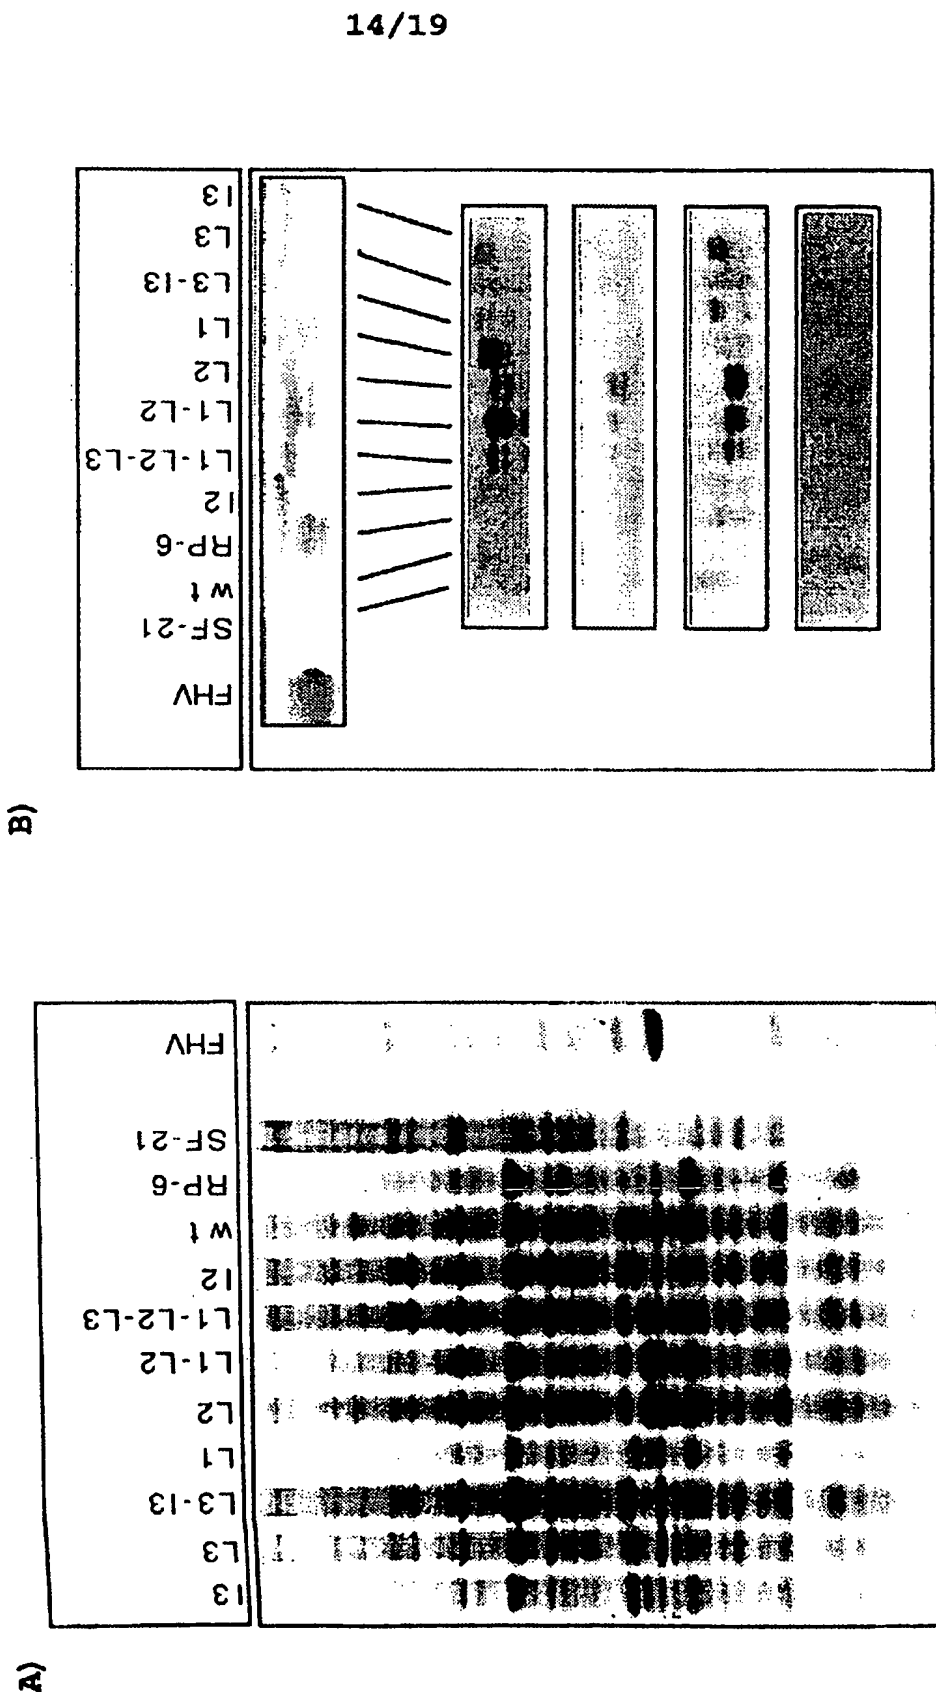 14/19
A)
I3
L3
L3-I3
L1
L2
L1-L2
L1-L2-L3
I2
wt
RP-6
SF-21
FHV
B)
FHV
SF-21
wt
RP-6
I2
L1-L2-L3
L1-L2
L2
L1
L3-I3
L3
I3